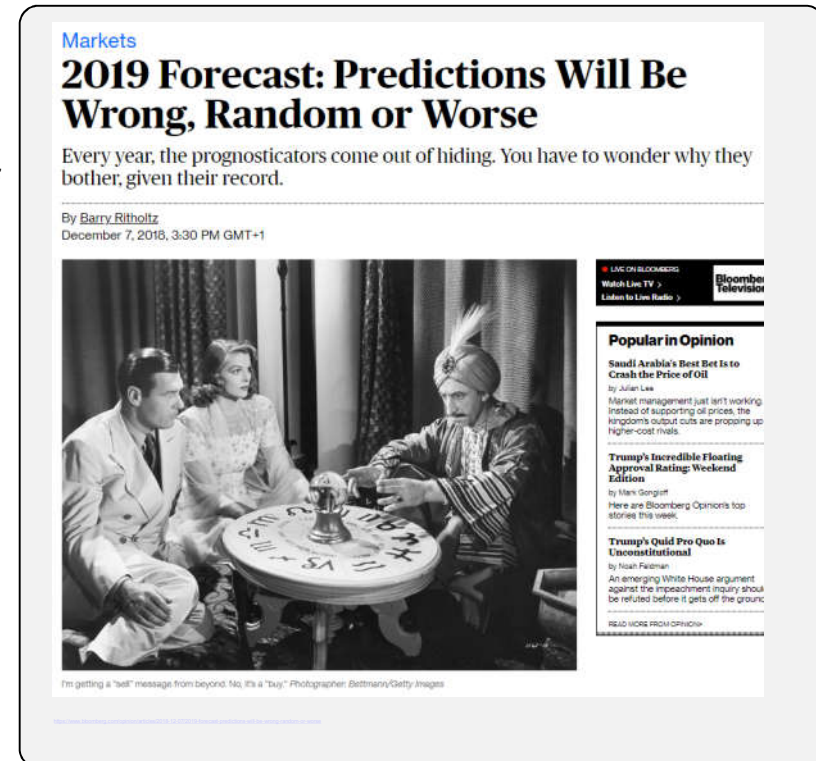 Markets
2019 Forecast: Predictions Will Be
Wrong, Random or Worse
Every year, the prognosticators come out of hiding. You have to wonder why they
bother, given their record.
By Barry Ritholtz
December 7, 2018, 3:30 PM GMT+1
LIVE ON BLOOMBERG
Watch Live TV >
Listen to Live Radio >
Bloomber
Television
Popular in Opinion
Saudi Arabia's Best Bet Is to
Crash the Price of Oil
by Julian Lee
Market management just isn't working.
Instead of supporting oil prices, the
kingdom's output cuts are propping up
higher-cost rivals.
Trump's Incredible Floating
Approval Rating: Weekend
Edition
by Mark Gongloff
Here are Bloomberg Opinion's top
stories this week.
Trump's Quid Pro Quo Is
Unconstitutional
by Noah Feldman
An emerging White House argument
against the impeachment inquiry shoul
be refuted before it gets off the ground
READ MORE FROM OPINION>
I'm getting a "sell" message from beyond. No, it's a "buy." Photographer: Bettmann/Getty Images